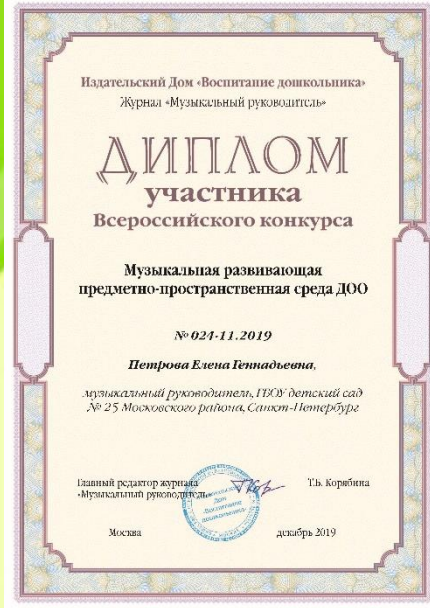 Издательский Дом «Воспитание дошкольника»
Журнал «Музыкальный руководитель»
ДИПЛОМ
участника
Всероссийского конкурса
Музыкальная развивающая
предметно-пространственная среда ДОО
№ 024-11.2019
Петрова Елена Геннадьевна,
музыкальный руководитель, ГБОУ детский сад
№ 25 Московского района, Санкт-Петербург
Главный редактор журнала
«Музыкальный руководитель»
Т.Б. Корябина
Москва
декабрь 2019